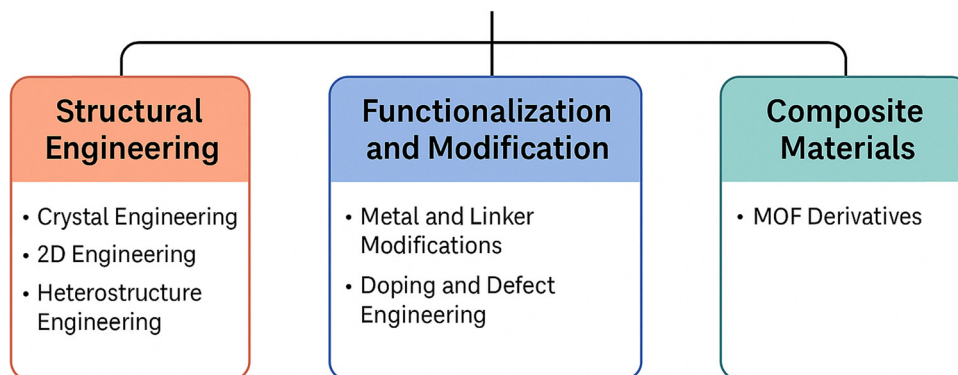 Structural
Engineering
• Crystal Engineering
• 2D Engineering
• Heterostructure
Engineering
Functionalization
and Modification
• Metal and Linker
Modifications
• Doping and Defect
Engineering
Composite
Materials
• MOF Derivatives